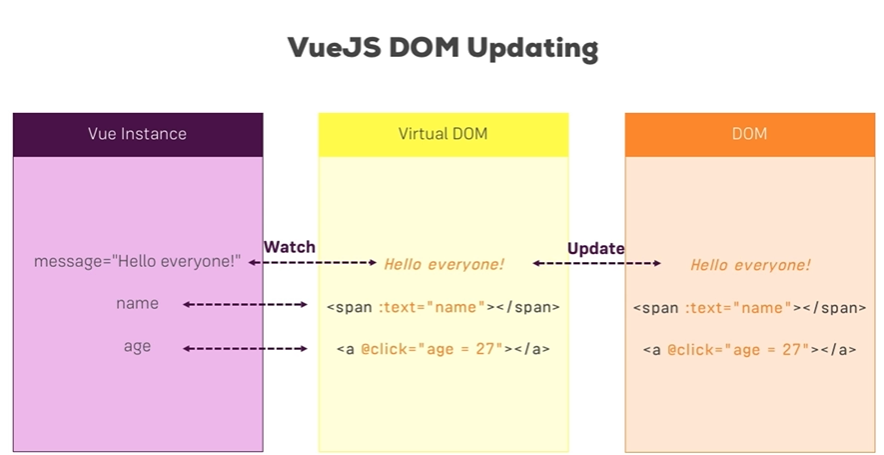 VueJS DOM Updating
Vue Instance
Virtual DOM
DOM
Watch
Update
message="Hello everyone!"
Hello everyone!
Hello everyone!
name
<span :text="name"></span>
<span :text="name"></span>
age
<a @click="age = 27"></a>
<a @click="age = 27"></a>